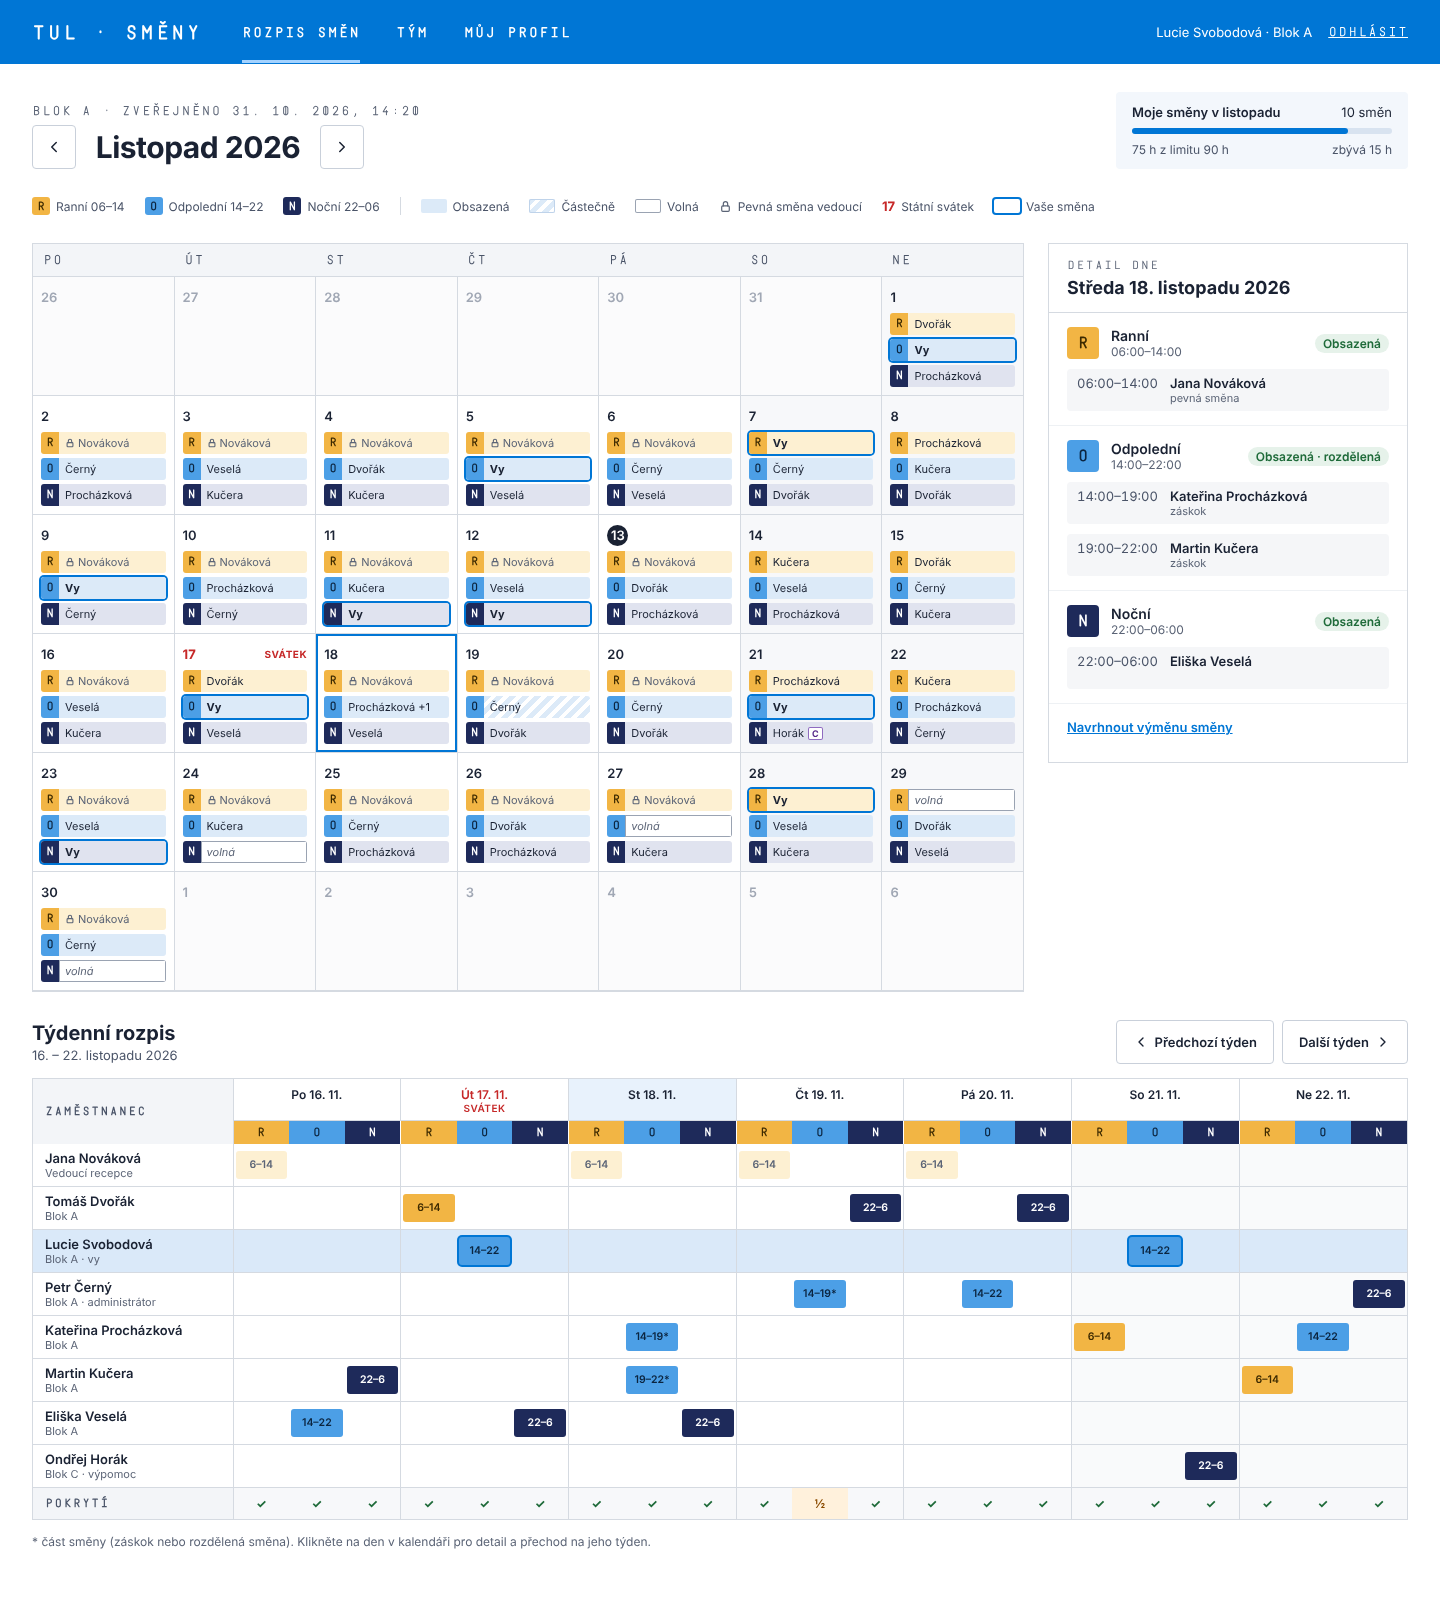 TUL · SMĚNY ROZPIS SMĚN TÝM MŮJ PROFIL Lucie Svobodová · Blok A ODHLÁSIT
BLOK A · ZVEŘEJNĚNO 31. 10. 2026, 14:20
Listopad 2026
Moje směny v listopadu 10 směn
75 h z limitu 90 h zbývá 15 h
R Ranní 06–14 O Odpolední 14–22 N Noční 22–06 Obsazená Částečně Volná Pevná směna vedoucí 17 Státní svátek Vaše směna
PO ÚT ST ČT PÁ SO NE
26 27 28 29 30 31 1
R Dvořák
O Vy
N Procházková
2 3 4 5 6 7 8
R Nováková R Nováková R Nováková R Nováková R Nováková R Vy R Procházková
O Černý O Veselá O Dvořák O Vy O Černý O Černý O Kučera
N Procházková N Kučera N Kučera N Veselá N Veselá N Dvořák N Dvořák
9 10 11 12 13 14 15
R Nováková R Nováková R Nováková R Nováková R Nováková R Kučera R Dvořák
O Vy O Procházková O Kučera O Veselá O Dvořák O Veselá O Černý
N Černý N Černý N Vy N Vy N Procházková N Procházková N Kučera
16 17 SVÁTEK 18 19 20 21 22
R Nováková R Dvořák R Nováková R Nováková R Nováková R Procházková R Kučera
O Veselá O Vy O Procházková +1 O Černý O Černý O Vy O Procházková
N Kučera N Veselá N Veselá N Dvořák N Dvořák N Horák C N Černý
23 24 25 26 27 28 29
R Nováková R Nováková R Nováková R Nováková R Nováková R Vy R volná
O Veselá O Kučera O Černý O Dvořák O volná O Veselá O Dvořák
N Vy N volná N Procházková N Procházková N Kučera N Kučera N Veselá
30 1 2 3 4 5 6
R Nováková
O Černý
N volná
DETAIL DNE
Středa 18. listopadu 2026
R Ranní Obsazená
06:00–14:00
06:00–14:00 Jana Nováková
pevná směna
O Odpolední Obsazená · rozdělená
14:00–22:00
14:00–19:00 Kateřina Procházková
záskok
19:00–22:00 Martin Kučera
záskok
N Noční Obsazená
22:00–06:00
22:00–06:00 Eliška Veselá
Navrhnout výměnu směny
Týdenní rozpis
16. – 22. listopadu 2026
Předchozí týden Další týden
ZAMĚSTNANEC Po 16. 11. Út 17. 11. St 18. 11. Čt 19. 11. Pá 20. 11. So 21. 11. Ne 22. 11.
SVÁTEK
R O N R O N R O N R O N R O N R O N R O N
Jana Nováková 6–14 6–14 6–14 6–14
Vedoucí recepce
Tomáš Dvořák 6–14 22–6 22–6
Blok A
Lucie Svobodová 14–22 14–22
Blok A · vy
Petr Černý 14–19* 14–22 22–6
Blok A · administrátor
Kateřina Procházková 14–19* 6–14 14–22
Blok A
Martin Kučera 22–6 19–22* 6–14
Blok A
Eliška Veselá 14–22 22–6 22–6
Blok A
Ondřej Horák 22–6
Blok C · výpomoc
POKRYTÍ ✓ ✓ ✓ ✓ ✓ ✓ ✓ ✓ ✓ ✓ ½ ✓ ✓ ✓ ✓ ✓ ✓ ✓ ✓ ✓ ✓
* část směny (záskok nebo rozdělená směna). Klikněte na den v kalendáři pro detail a přechod na jeho týden.